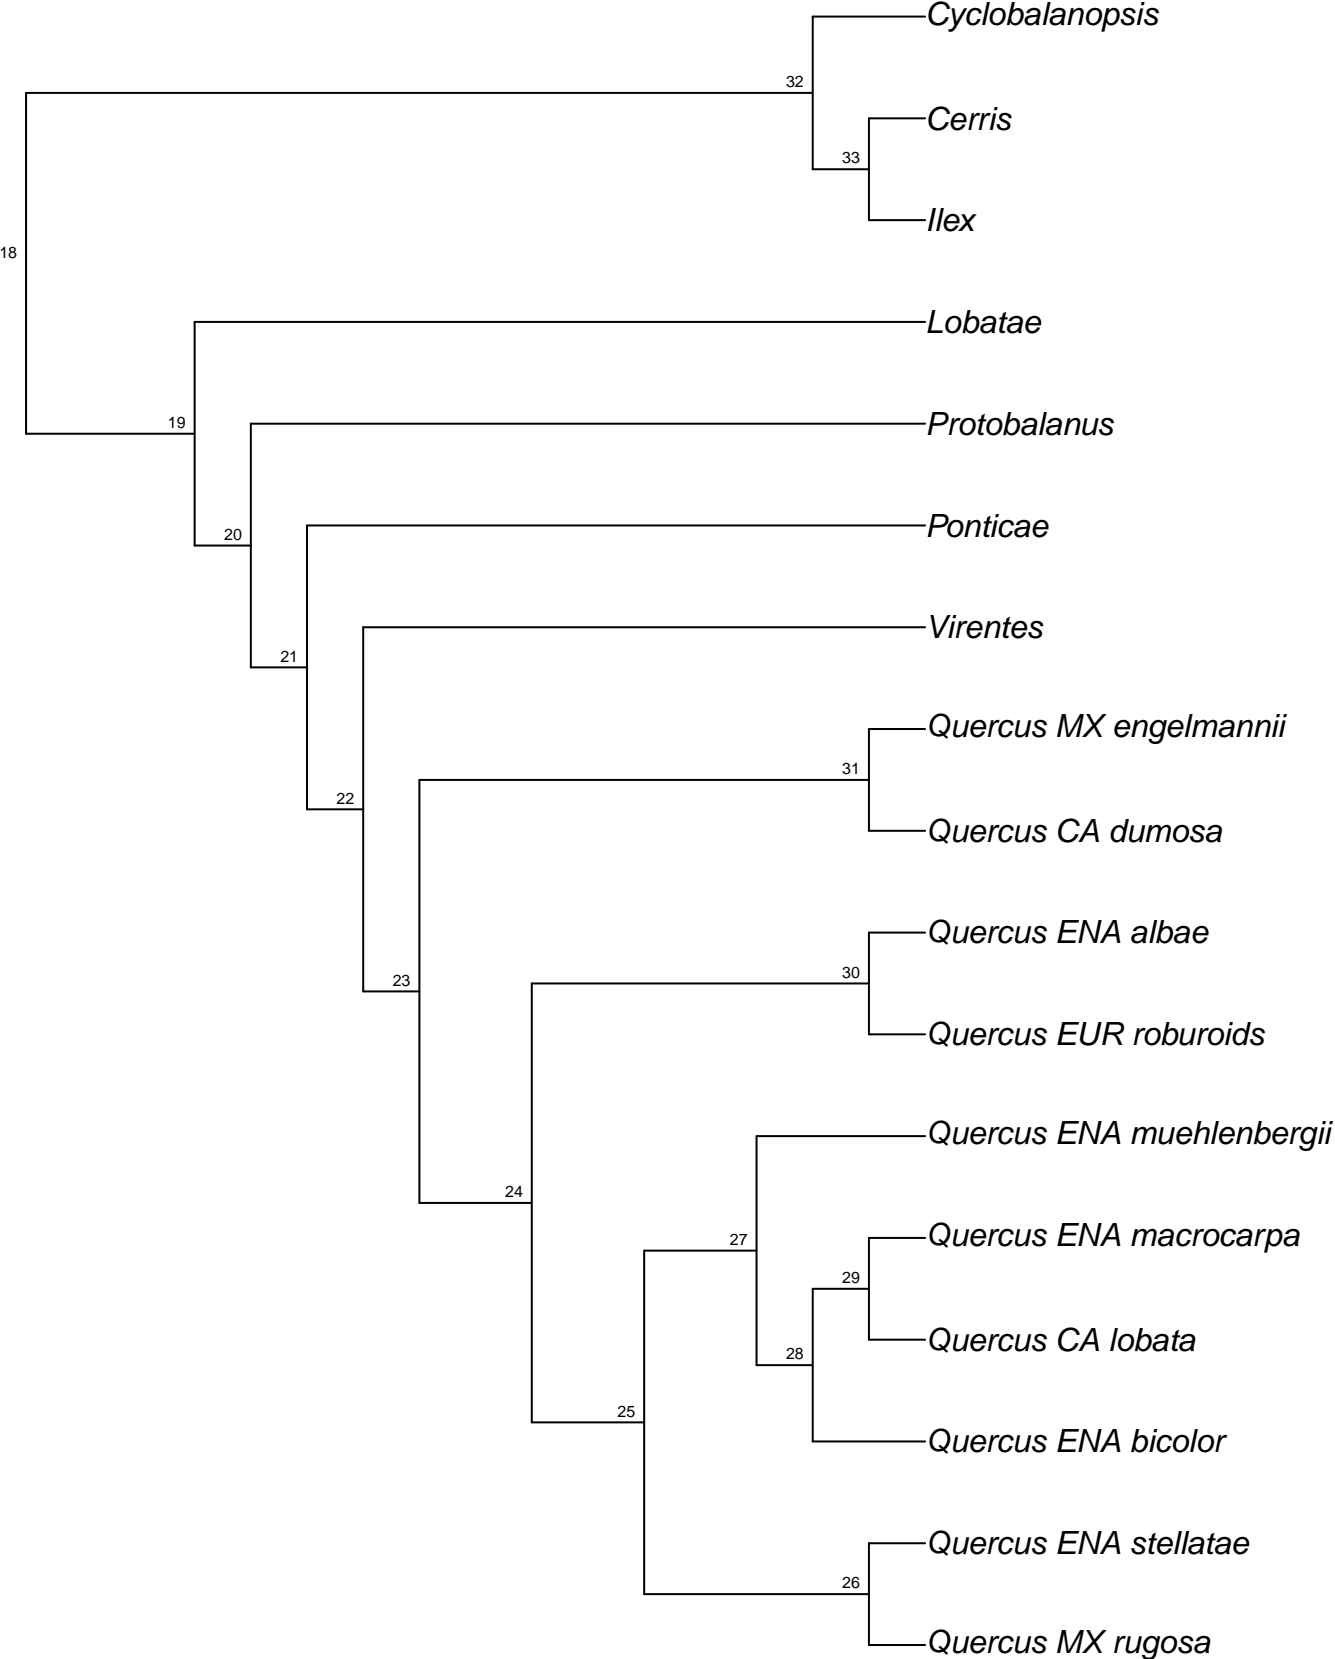 Cyclobalanopsis
32
Cerris
33
Ilex
18
Lobatae
19
Protobalanus
20
Ponticae
Virentes
21
Quercus MX engelmannii
31
22
Quercus CA dumosa
Quercus ENA albae
30
23
Quercus EUR roburoids
Quercus ENA muehlenbergii
24
Quercus ENA macrocarpa
27
29
Quercus CA lobata
28
25
Quercus ENA bicolor
Quercus ENA stellatae
26
Quercus MX rugosa